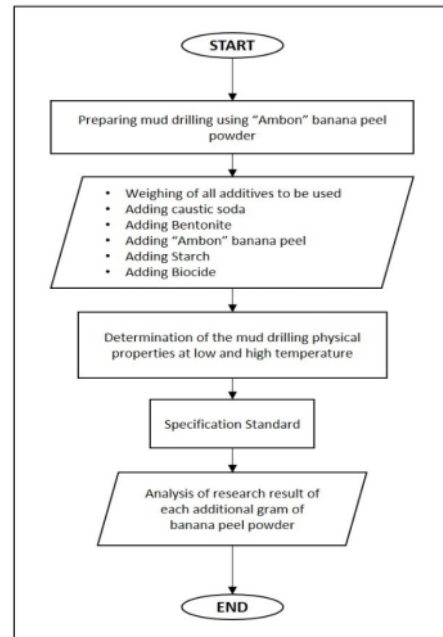 START
Preparing mud drilling using “Ambon” banana peel
powder
• Weighing of all additives to be used
• Adding caustic soda
• Adding Bentonite
• Adding “Ambon” banana peel
• Adding Starch
• Adding Biocide
Determination of the mud drilling physical
properties at low and high temperature
Specification Standard
Analysis of research result of
each additional gram of
banana peel powder
END